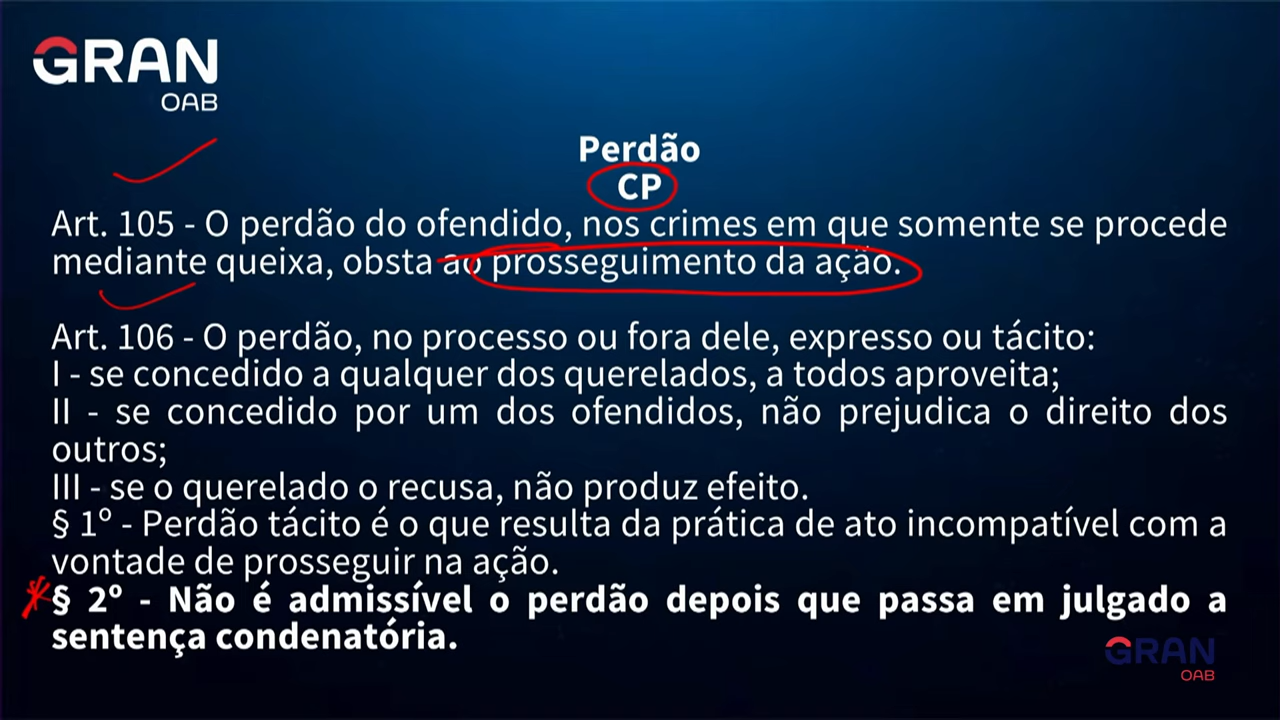 GRAN
OAB
Perdão
CP
Art. 105 - O perdão do ofendido, nos crimes em que somente se procede
mediante queixa, obsta ao prosseguimento da ação.
Art. 106 - O perdão, no processo ou fora dele, expresso ou tácito:
I - se concedido a qualquer dos querelados, a todos aproveita;
II - se concedido por um dos ofendidos, não prejudica o direito dos
outros;
III - se o querelado o recusa, não produz efeito.
§ 1º - Perdão tácito é o que resulta da prática de ato incompatível com a
vontade de prosseguir na ação.
§ 2º - Não é admissível o perdão depois que passa em julgado a
sentença condenatória.
GRAN
OAB